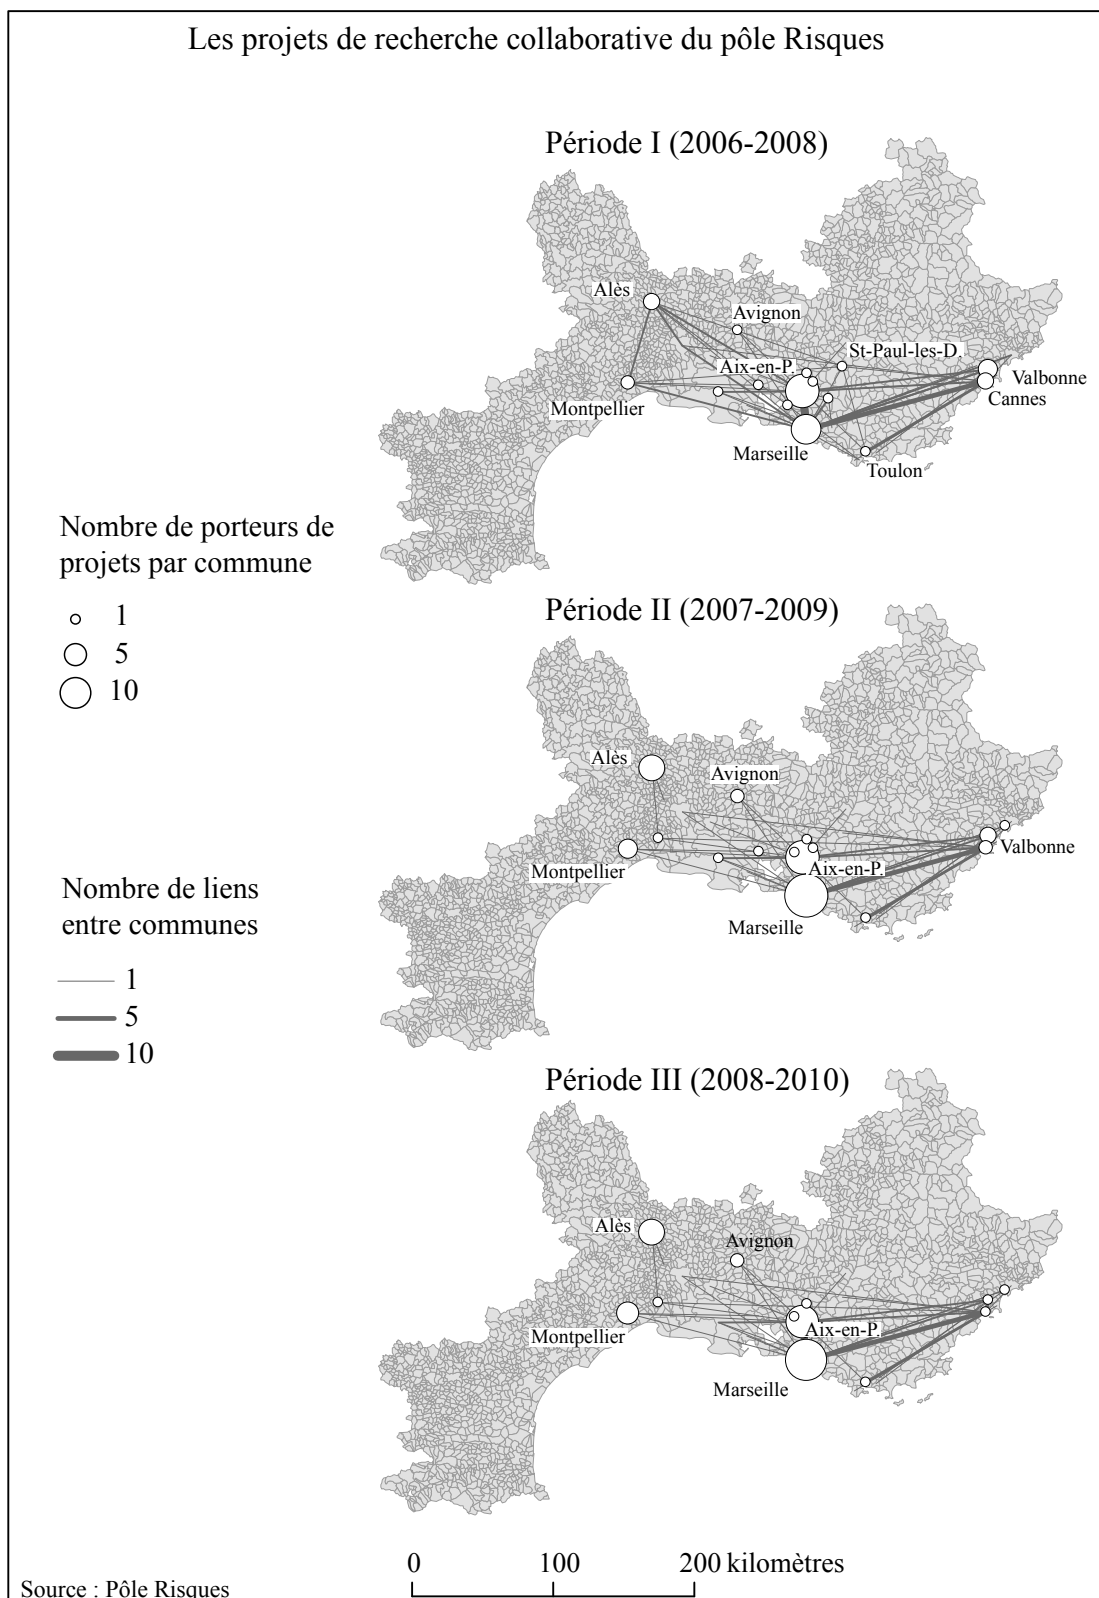 Les projets de recherche collaborative du pôle Risques
Période I (2006-2008)
Alès
Avignon
St-Paul-les-D.
Aix-en-P.
Valbonne
Cannes
Montpellier
Marseille
Toulon
Nombre de porteurs de
projets par commune
1
5
10
Période II (2007-2009)
Alès
Avignon
Valbonne
Montpellier
Aix-en-P.
Marseille
Nombre de liens
entre communes
1
5
10
Période III (2008-2010)
Alès
Avignon
Aix-en-P.
Montpellier
Marseille
0 100 200 kilomètres
Source : Pôle Risques